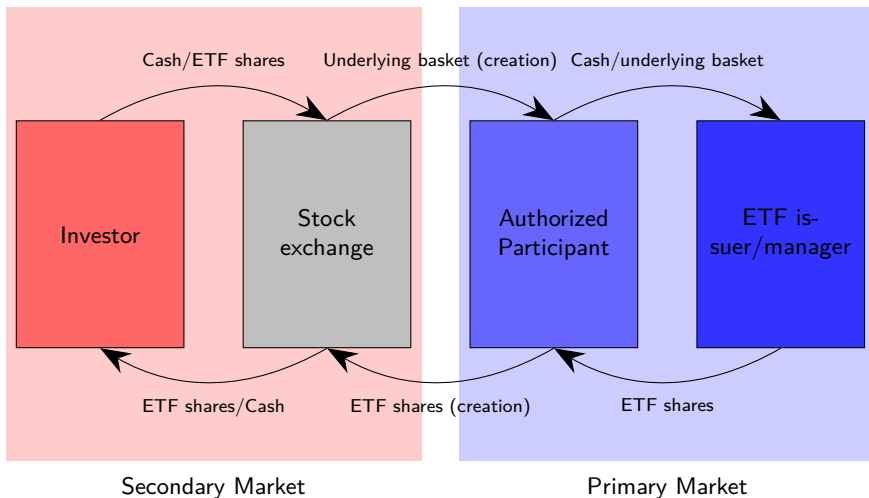 Cash/ETF shares
Underlying basket (creation)
Cash/underlying basket
Investor
Stock
exchange
Authorized
Participant
ETF is-
suer/manager
ETF shares/Cash
ETF shares (creation)
ETF shares
Secondary Market
Primary Market